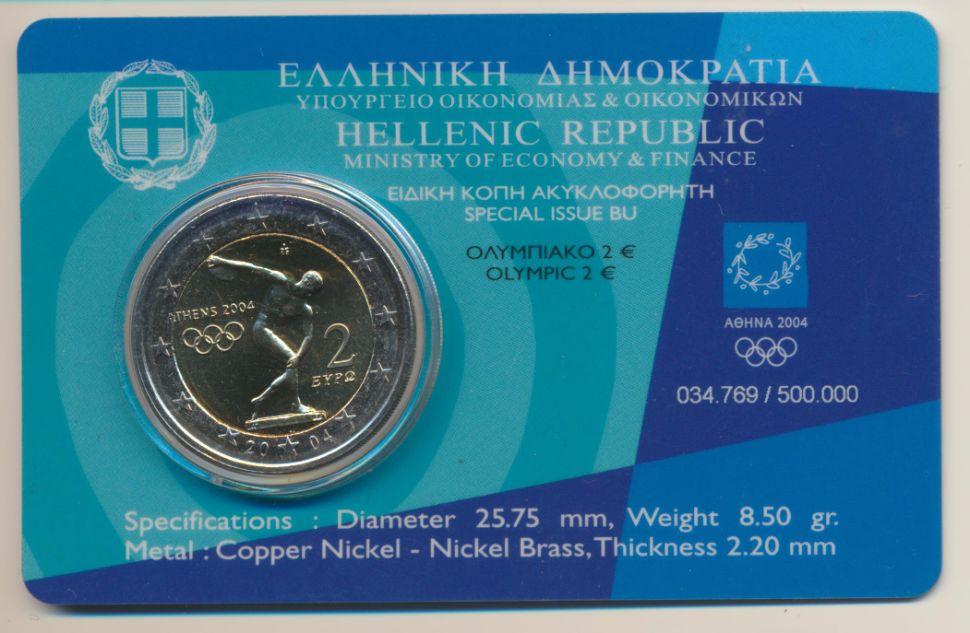 ΕΛΛΗΝΙΚΗ ΔΗΜΟΚΡΑΤΙΑ
ΥΠΟΥΡΓΕΙΟ ΟΙΚΟΝΟΜΙΑΣ & ΟΙΚΟΝΟΜΙΚΩΝ
HELLENIC REPUBLIC
MINISTRY OF ECONOMY & FINANCE
ΕΙΔΙΚΗ ΚΟΠΗ ΑΚΥΚΛΟΦΟΡΗΤΗ
SPECIAL ISSUE BU
ΟΛΥΜΠΙΑΚΟ 2 €
OLYMPIC 2 €
ATHENS 2004
2
ΕΥΡΩ
2004
ΑΘΗΝΑ 2004
034.769 / 500.000
Specifications : Diameter 25.75 mm, Weight 8.50 gr.
Metal : Copper Nickel - Nickel Brass, Thickness 2.20 mm